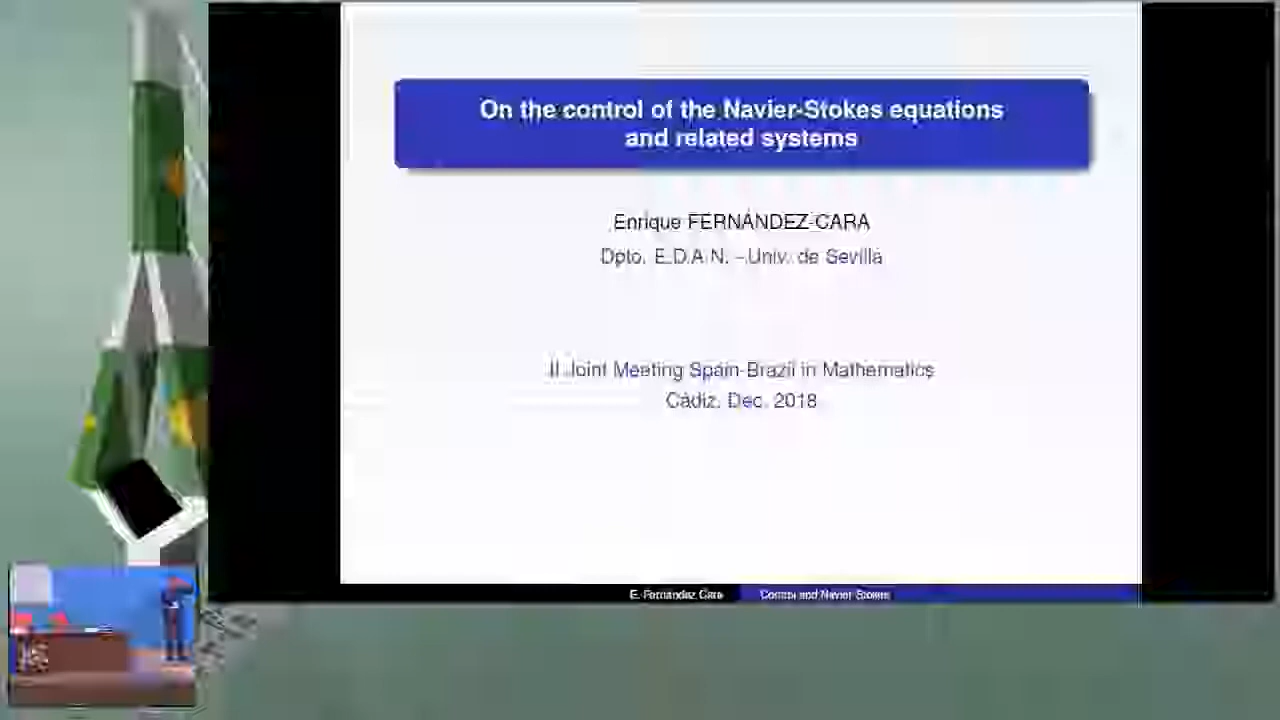 On the control of the Navier-Stokes equations
and related systems
Enrique FERNÁNDEZ-CARA
Dpto. E.D.A.N. - Univ. de Sevilla
II Joint Meeting Spain-Brazil in Mathematics
Cádiz, Dec. 2018
E. Fernández-Cara Control and Navier-Stokes